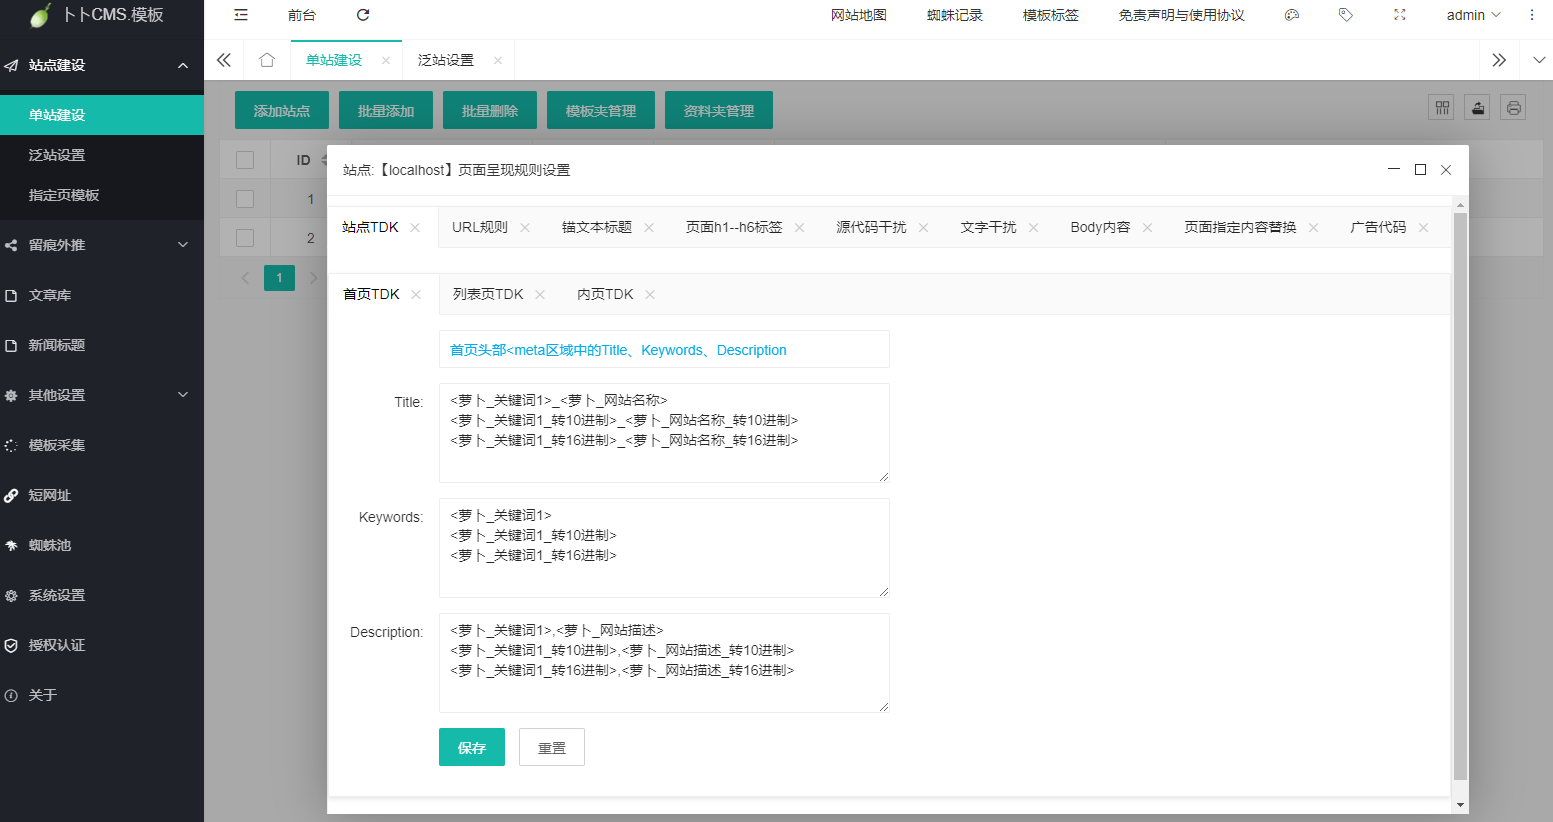 卜卜CMS.模板
前台
网站地图
蜘蛛记录
模板标签
免责声明与使用协议
admin
站点建设
单站建设
泛站设置
指定页模板
留痕外推
文章库
新闻标题
其他设置
模板采集
短网址
蜘蛛池
系统设置
授权认证
关于
单站建设
泛站设置
添加站点
批量添加
批量删除
模板夹管理
资料夹管理
ID
1
2
1
站点:【localhost】页面呈现规则设置
站点TDK
URL规则
锚文本标题
页面h1--h6标签
源代码干扰
文字干扰
Body内容
页面指定内容替换
广告代码
首页TDK
列表页TDK
内页TDK
首页头部<meta区域中的Title、Keywords、Description
Title:
<萝卜_关键词1>_<萝卜_网站名称>
<萝卜_关键词1_转10进制>_<萝卜_网站名称_转10进制>
<萝卜_关键词1_转16进制>_<萝卜_网站名称_转16进制>
Keywords:
<萝卜_关键词1>
<萝卜_关键词1_转10进制>
<萝卜_关键词1_转16进制>
Description:
<萝卜_关键词1>,<萝卜_网站描述>
<萝卜_关键词1_转10进制>,<萝卜_网站描述_转10进制>
<萝卜_关键词1_转16进制>,<萝卜_网站描述_转16进制>
保存
重置